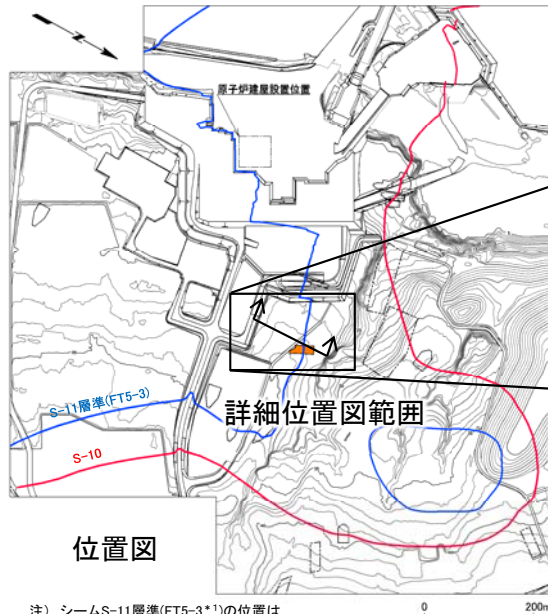 原子炉建屋設置位置
S-11層準(FT5-3)
詳細位置図範囲
S-10
位置図
注) シームS-11層準(FT5-3*1)の位置は
0 200m